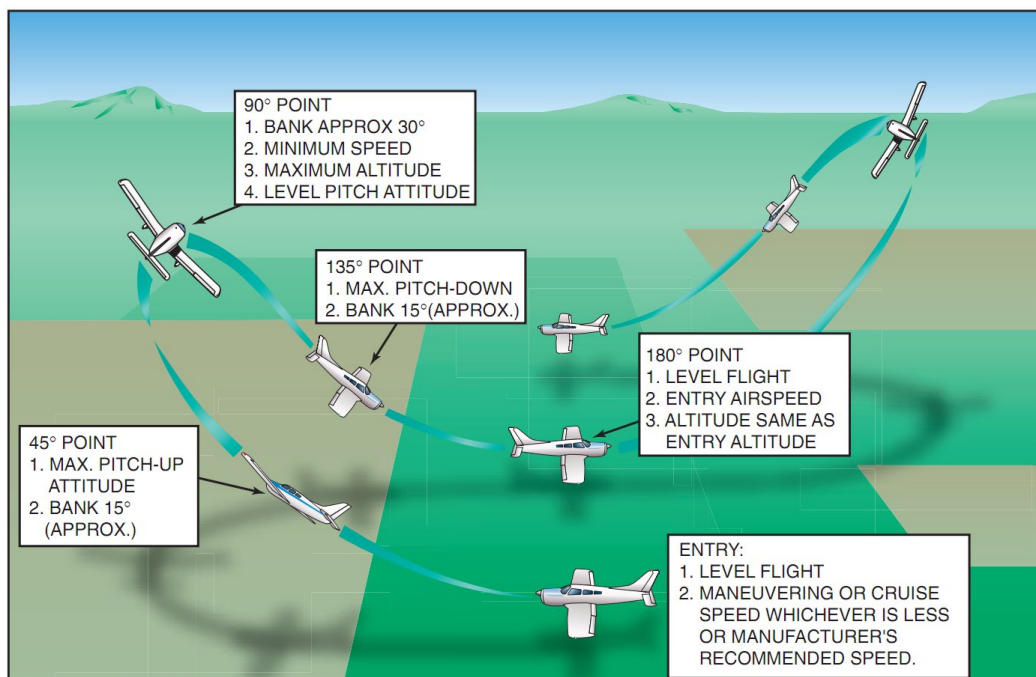 90° POINT
1. BANK APPROX 30°
2. MINIMUM SPEED
3. MAXIMUM ALTITUDE
4. LEVEL PITCH ATTITUDE
135° POINT
1. MAX. PITCH-DOWN
2. BANK 15°(APPROX.)
180° POINT
1. LEVEL FLIGHT
2. ENTRY AIRSPEED
3. ALTITUDE SAME AS
ENTRY ALTITUDE
45° POINT
1. MAX. PITCH-UP
ATTITUDE
2. BANK 15°
(APPROX.)
ENTRY:
1. LEVEL FLIGHT
2. MANEUVERING OR CRUISE
SPEED WHICHEVER IS LESS
OR MANUFACTURER'S
RECOMMENDED SPEED.